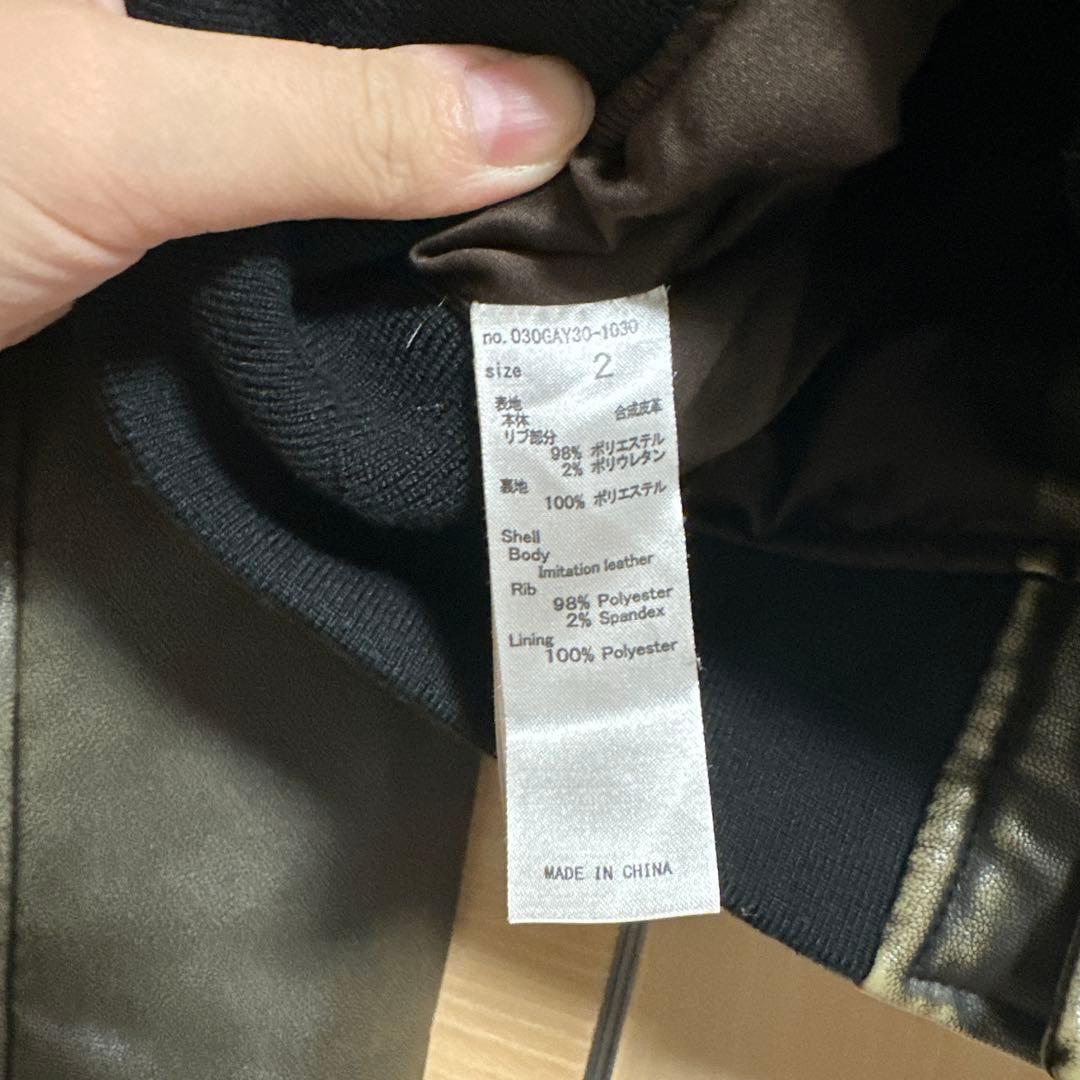 no. 030GAY30-1030
size 2
表地
本体 合成皮革
リブ部分
98% ポリエステル
2% ポリウレタン
裏地
100% ポリエステル
Shell
Body
Imitation leather
Rib
98% Polyester
2% Spandex
Lining
100% Polyester
MADE IN CHINA